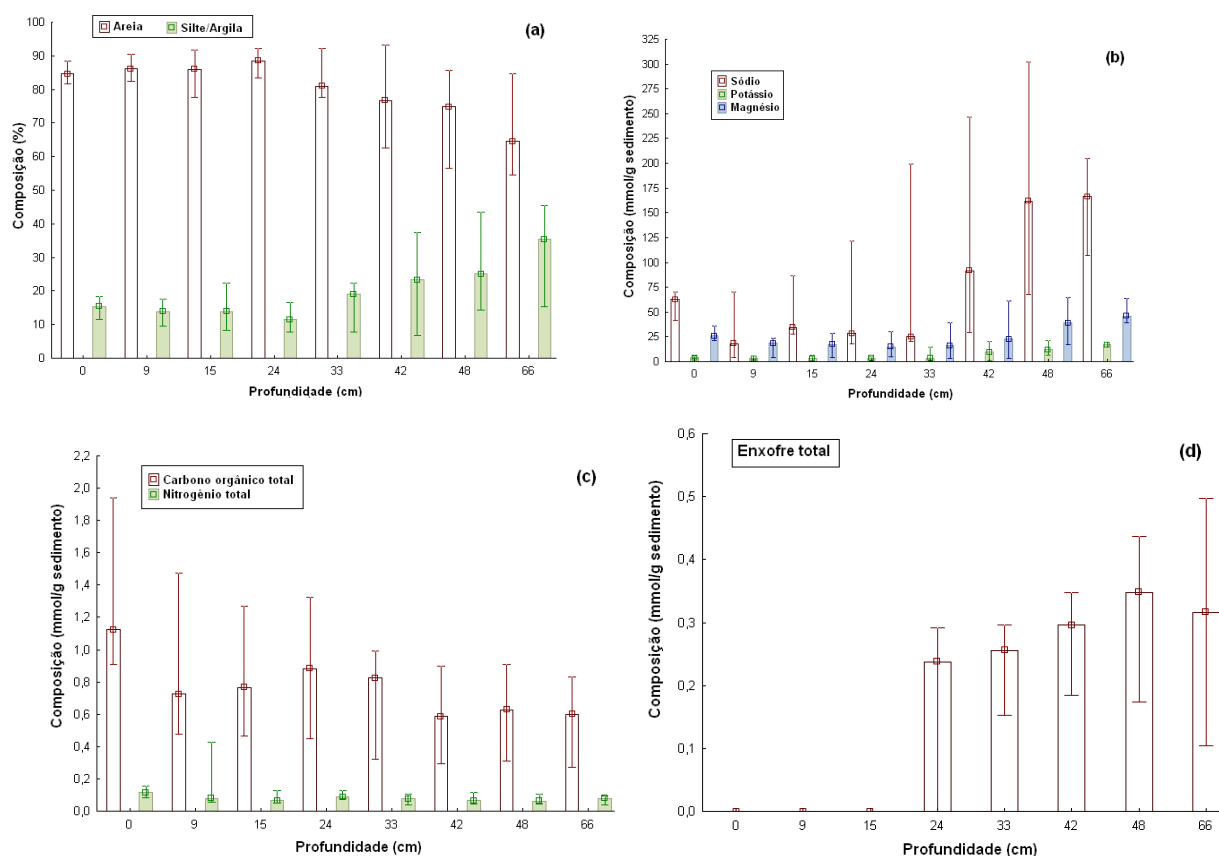 (a)
Areia Silte/Argila
Composição (%)
100
90
80
70
60
50
40
30
20
10
0
0 9 15 24 33 42 48 66
Profundidade (cm)
(b)
Sódio
Potássio
Magnésio
Composição (mmol/g sedimento)
325
300
275
250
225
200
175
150
125
100
75
50
25
0
0 9 15 24 33 42 48 66
Profundidade (cm)
(c)
Carbono orgânico total
Nitrogênio total
Composição (mmol/g sedimento)
2,2
2,0
1,8
1,6
1,4
1,2
1,0
0,8
0,6
0,4
0,2
0,0
0 9 15 24 33 42 48 66
Profundidade (cm)
(d)
Enxofre total
Composição (mmol/g sedimento)
0,6
0,5
0,4
0,3
0,2
0,1
0,0
0 9 15 24 33 42 48 66
Profundidade (cm)